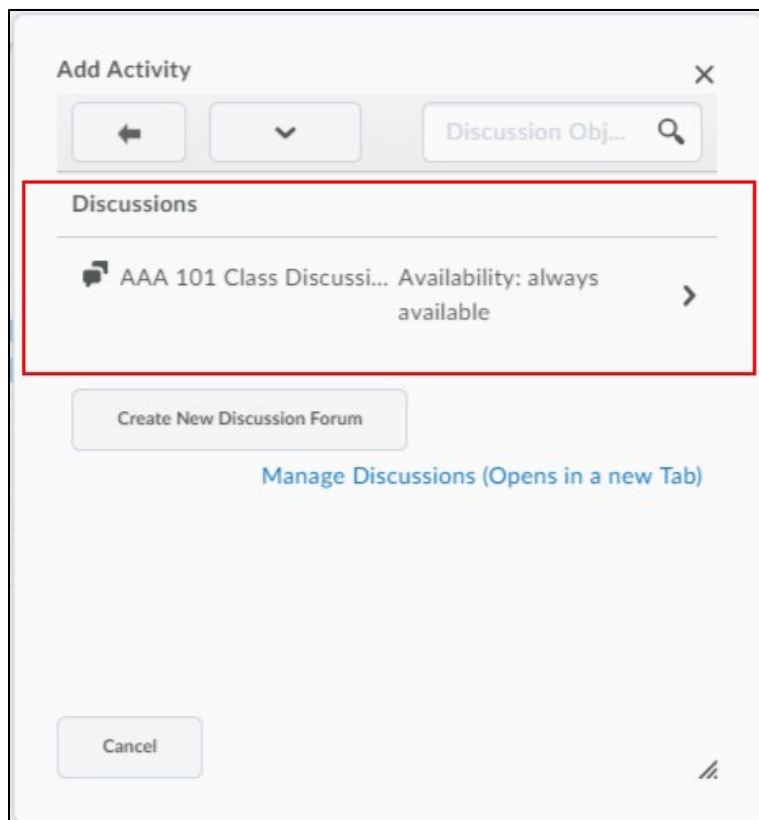 Add Activity
Discussion Obj...
Discussions
AAA 101 Class Discussi... Availability: always
available
Create New Discussion Forum
Manage Discussions (Opens in a new Tab)
Cancel